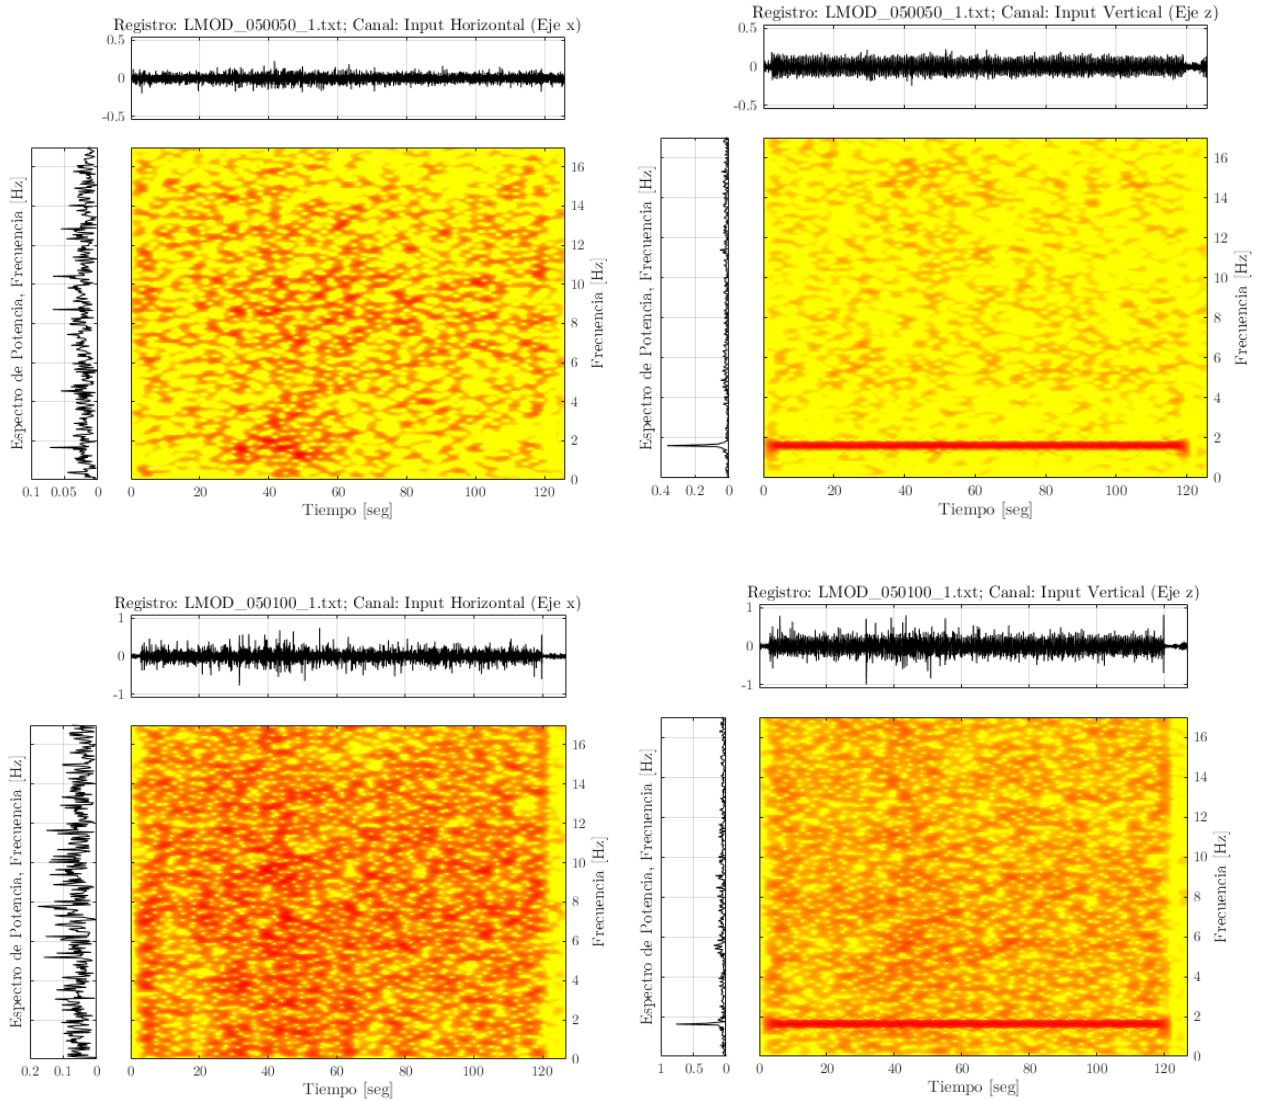 Registro: LMOD_050050_1.txt; Canal: Input Horizontal (Eje x)
0.5
0
-0.5
Espectro de Potencia, Frecuencia [Hz]
16
14
12
10
8
6
4
2
0
Frecuencia [Hz]
0.1 0.05 0
0 20 40 60 80 100 120
Tiempo [seg]
Registro: LMOD_050050_1.txt; Canal: Input Vertical (Eje z)
0.5
0
-0.5
Espectro de Potencia, Frecuencia [Hz]
16
14
12
10
8
6
4
2
0
Frecuencia [Hz]
0.4 0.2 0
0 20 40 60 80 100 120
Tiempo [seg]
Registro: LMOD_050100_1.txt; Canal: Input Horizontal (Eje x)
1
0
-1
Espectro de Potencia, Frecuencia [Hz]
16
14
12
10
8
6
4
2
0
Frecuencia [Hz]
0.2 0.1 0
0 20 40 60 80 100 120
Tiempo [seg]
Registro: LMOD_050100_1.txt; Canal: Input Vertical (Eje z)
1
0
-1
Espectro de Potencia, Frecuencia [Hz]
16
14
12
10
8
6
4
2
0
Frecuencia [Hz]
1 0.5 0
0 20 40 60 80 100 120
Tiempo [seg]